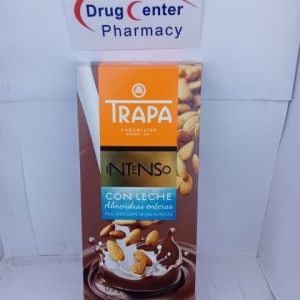 Drug Center
Pharmacy
TRAPA
CHOCOLATES
INTENSO
CON LECHE
Almendras enteras
MILK CHOCOLATE WHOLE ALMONDS